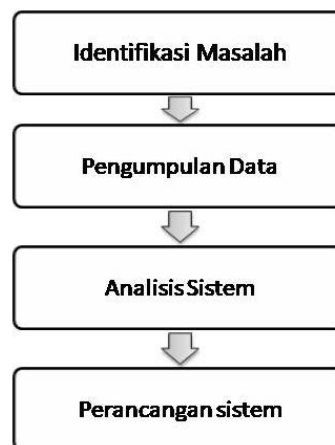 Identifikasi Masalah
Pengumpulan Data
Analisis Sistem
Perancangan sistem